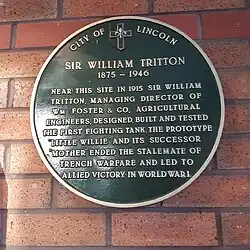 CITY OF LINCOLN
SIR WILLIAM TRITTON
1875 - 1946
NEAR THIS SITE IN 1915 SIR WILLIAM
TRITTON, MANAGING DIRECTOR OF
WM FOSTER & CO, AGRICULTURAL
ENGINEERS, DESIGNED, BUILT AND TESTED
THE FIRST FIGHTING TANK. THE PROTOTYPE
"LITTLE WILLIE" AND ITS SUCCESSOR
"MOTHER" ENDED THE STALEMATE OF
TRENCH WARFARE AND LED TO
ALLIED VICTORY IN WORLD WAR I.